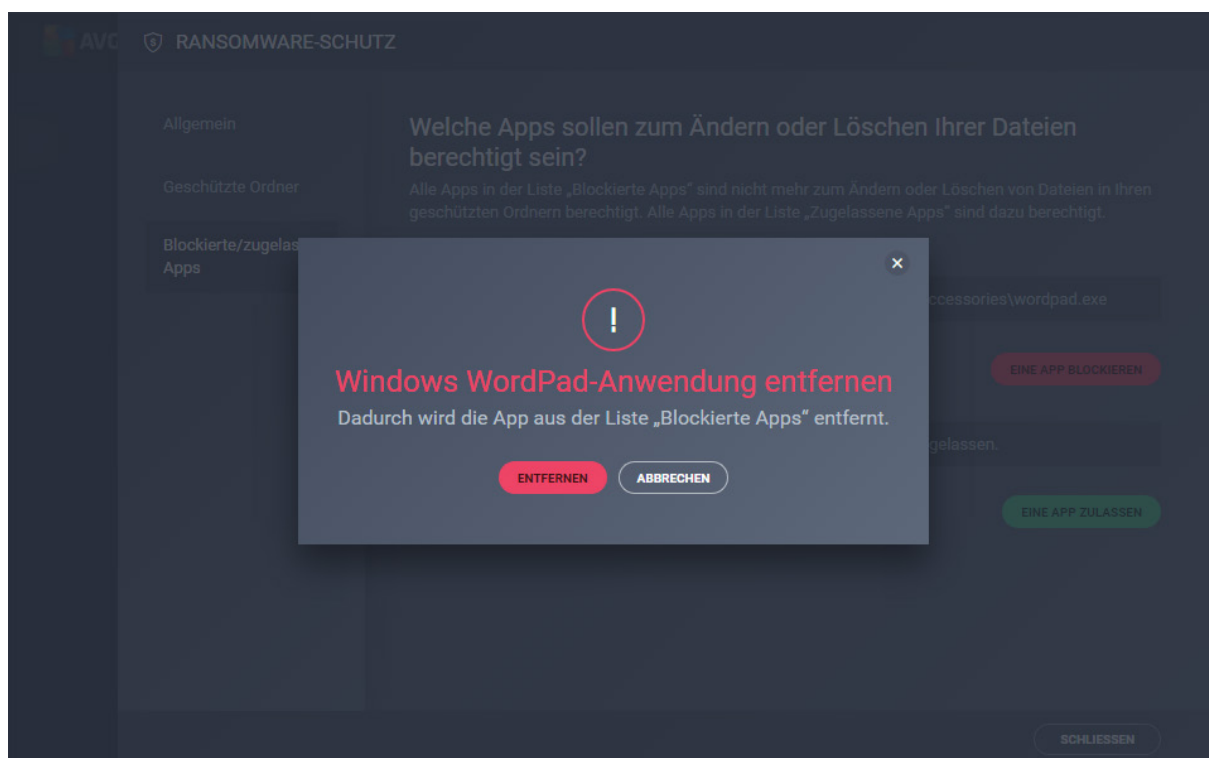 AVG
RANSOMWARE-SCHUTZ
Allgemein
Geschützte Ordner
Blockierte/zugelas
Apps
Welche Apps sollen zum Ändern oder Löschen Ihrer Dateien
berechtigt sein?
Alle Apps in der Liste „Blockierte Apps“ sind nicht mehr zum Ändern oder Löschen von Dateien in Ihren
geschützten Ordnern berechtigt. Alle Apps in der Liste „Zugelassene Apps“ sind dazu berechtigt.
ccessories\wordpad.exe
EINE APP BLOCKIEREN
gelassen.
EINE APP ZULASSEN
Windows WordPad-Anwendung entfernen
Dadurch wird die App aus der Liste „Blockierte Apps“ entfernt.
ENTFERNEN
ABBRECHEN
SCHLIESSEN